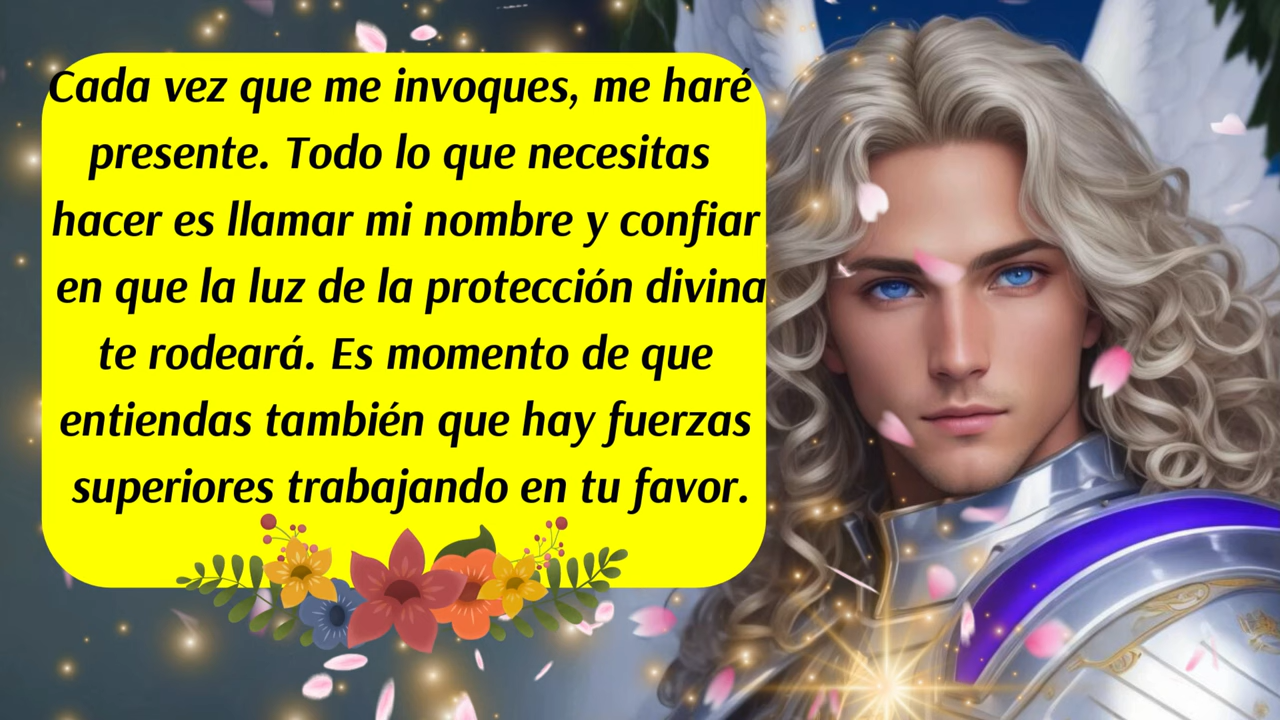 Cada vez que me invoques, me haré
presente. Todo lo que necesitas
hacer es llamar mi nombre y confiar
en que la luz de la protección divina
te rodeará. Es momento de que
entiendas también que hay fuerzas
superiores trabajando en tu favor.